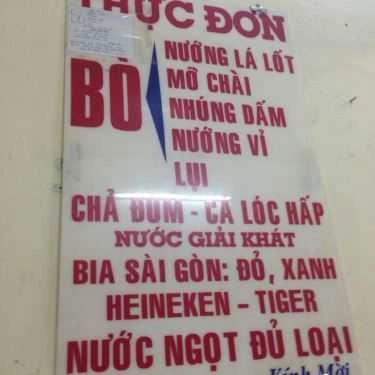 THỰC ĐƠN
BÒ
NƯỚNG LÁ LỐT
MỠ CHÀI
NHÚNG DẤM
NƯỚNG VỈ
LỤI
CHẢ ĐÙM - CÁ LÓC HẤP
NƯỚC GIẢI KHÁT
BIA SÀI GÒN: ĐỎ, XANH
HEINEKEN - TIGER
NƯỚC NGỌT ĐỦ LOẠI
Kính Mời